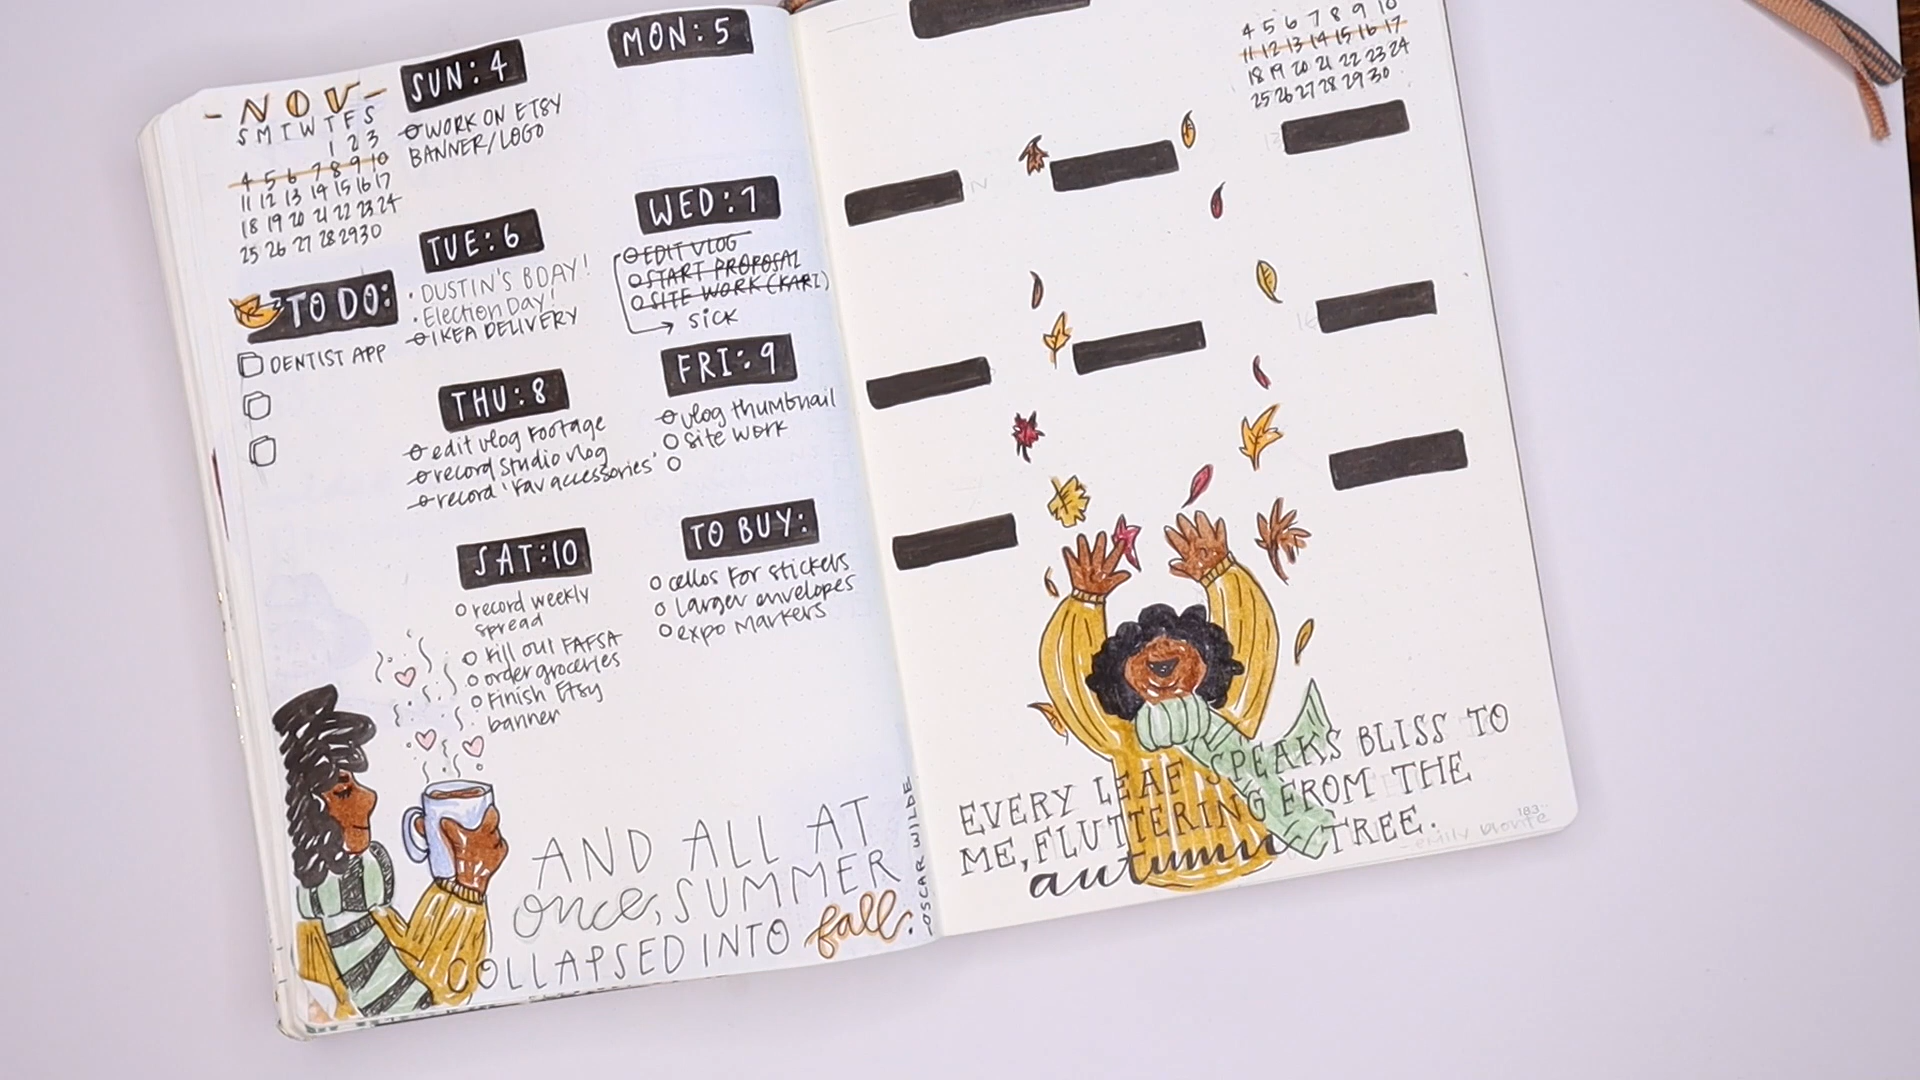 - NOV -
S M T W T F S
1 2 3
4 5 6 7 8 9 10
11 12 13 14 15 16 17
18 19 20 21 22 23 24
25 26 27 28 29 30
TO DO:
DENTIST APP
SUN: 4
WORK ON ETSY
BANNER/LOGO
MON: 5
TUE: 6
DUSTIN'S BDAY!
Election Day!
IKEA DELIVERY
WED: 7
EDIT VLOG
START PROPOSAL
SITE WORK (KARI)
SICK
THU: 8
edit vlog footage
record studio vlog
record 'fav accessories'
FRI: 9
vlog thumbnail
site work
SAT: 10
record weekly
spread
fill out FAFSA
order groceries
Finish Etsy
banner
TO BUY:
cellos for stickers
larger envelopes
expo markers
AND ALL AT
once, SUMMER
COLLAPSED INTO fall.
-OSCAR WILDE
4 5 6 7 8 9 10
11 12 13 14 15 16 17
18 19 20 21 22 23 24
25 26 27 28 29 30
EVERY LEAF SPEAKS BLISS TO
ME, FLUTTERING FROM THE
autumn TREE.
-emily bronte
183